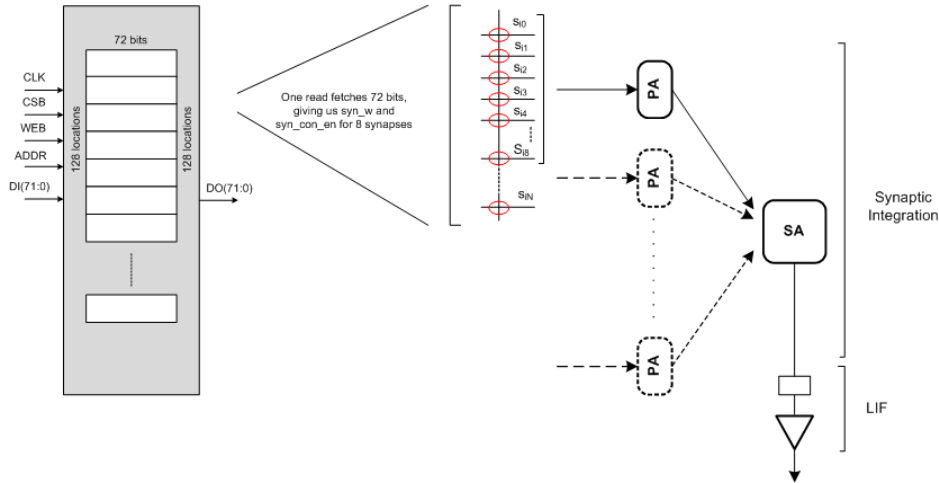 72 bits
CLK
CSB
WEB
ADDR
DI(71:0)
128 locations
128 locations
DO(71:0)
One read fetches 72 bits,
giving us syn_w and
syn_con_en for 8 synapses
si0
si1
si2
si3
si4
Si8
siN
PA
PA
PA
SA
Synaptic
Integration
LIF